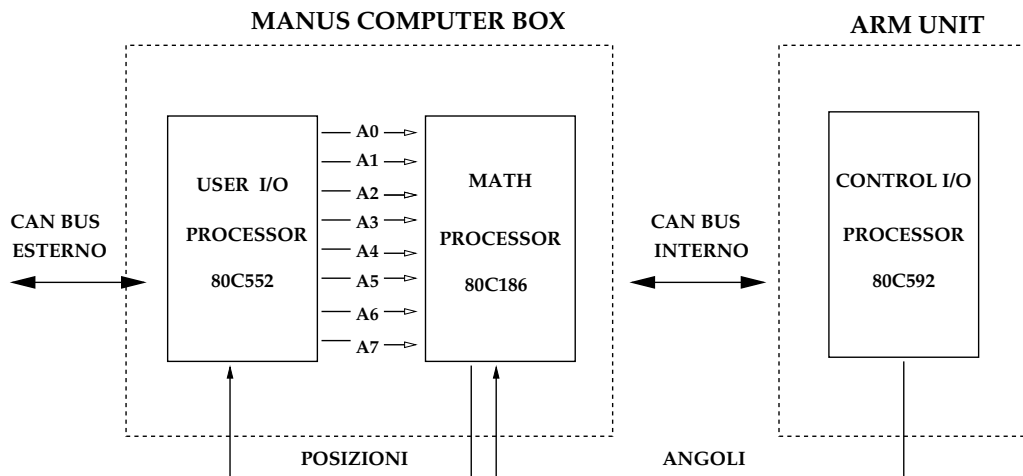 MANUS COMPUTER BOX
ARM UNIT
USER I/O
PROCESSOR
80C552
A0
A1
A2
A3
A4
A5
A6
A7
MATH
PROCESSOR
80C186
CONTROL I/O
PROCESSOR
80C592
CAN BUS
ESTERNO
CAN BUS
INTERNO
POSIZIONI
ANGOLI